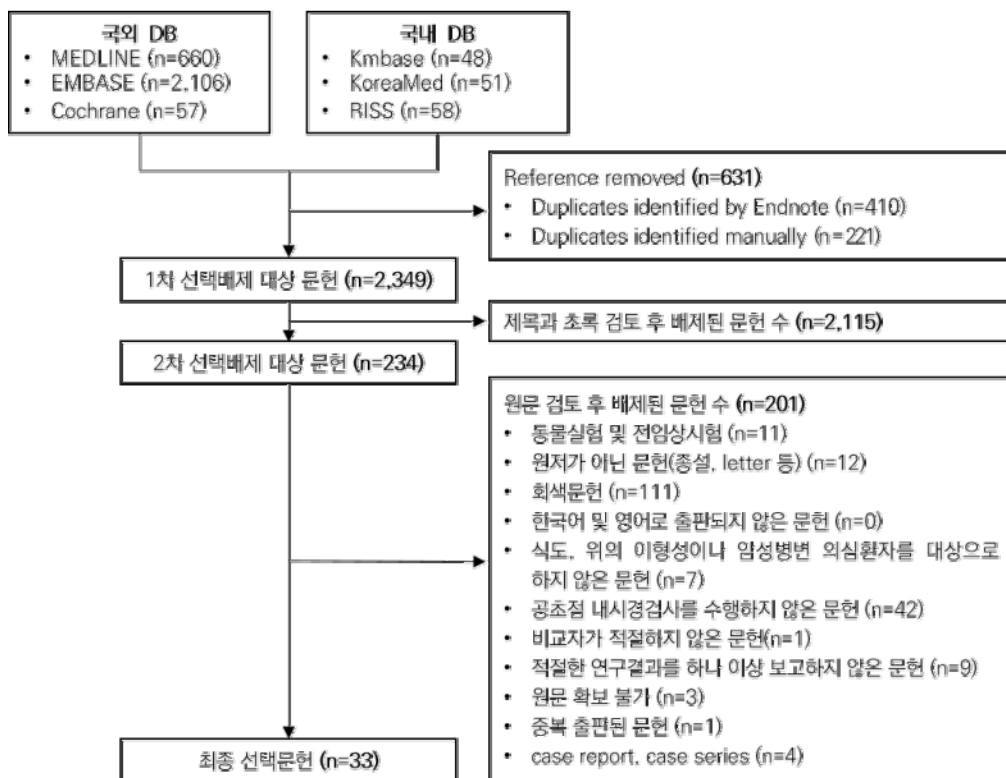 국외 DB
• MEDLINE (n=660)
• EMBASE (n=2,106)
• Cochrane (n=57)
국내 DB
• Kmbase (n=48)
• KoreaMed (n=51)
• RISS (n=58)
Reference removed (n=631)
• Duplicates identified by Endnote (n=410)
• Duplicates identified manually (n=221)
1차 선택배제 대상 문헌 (n=2,349)
제목과 초록 검토 후 배제된 문헌 수 (n=2,115)
2차 선택배제 대상 문헌 (n=234)
원문 검토 후 배제된 문헌 수 (n=201)
• 동물실험 및 전임상시험 (n=11)
• 원저가 아닌 문헌(종설, letter 등) (n=12)
• 회색문헌 (n=111)
• 한국어 및 영어로 출판되지 않은 문헌 (n=0)
• 식도, 위의 이형성이나 암성병변 의심환자를 대상으로
하지 않은 문헌 (n=7)
• 공초점 내시경검사를 수행하지 않은 문헌 (n=42)
• 비교자가 적절하지 않은 문헌(n=1)
• 적절한 연구결과를 하나 이상 보고하지 않은 문헌 (n=9)
• 원문 확보 불가 (n=3)
• 중복 출판된 문헌 (n=1)
• case report, case series (n=4)
최종 선택문헌 (n=33)